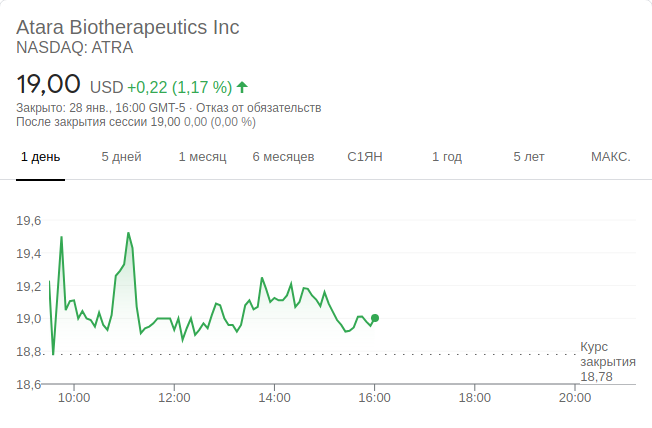 Atara Biotherapeutics Inc
NASDAQ: ATRA
19,00 USD +0,22 (1,17 %)
Закрыто: 28 янв., 16:00 GMT-5 · Отказ от обязательств
После закрытия сессии 19,00 0,00 (0,00 %)
1 день 5 дней 1 месяц 6 месяцев С1ЯН 1 год 5 лет МАКС.
19,6
19,4
19,2
19,0
18,8
18,6
Курс
закрытия
18,78
10:00 12:00 14:00 16:00 18:00 20:00